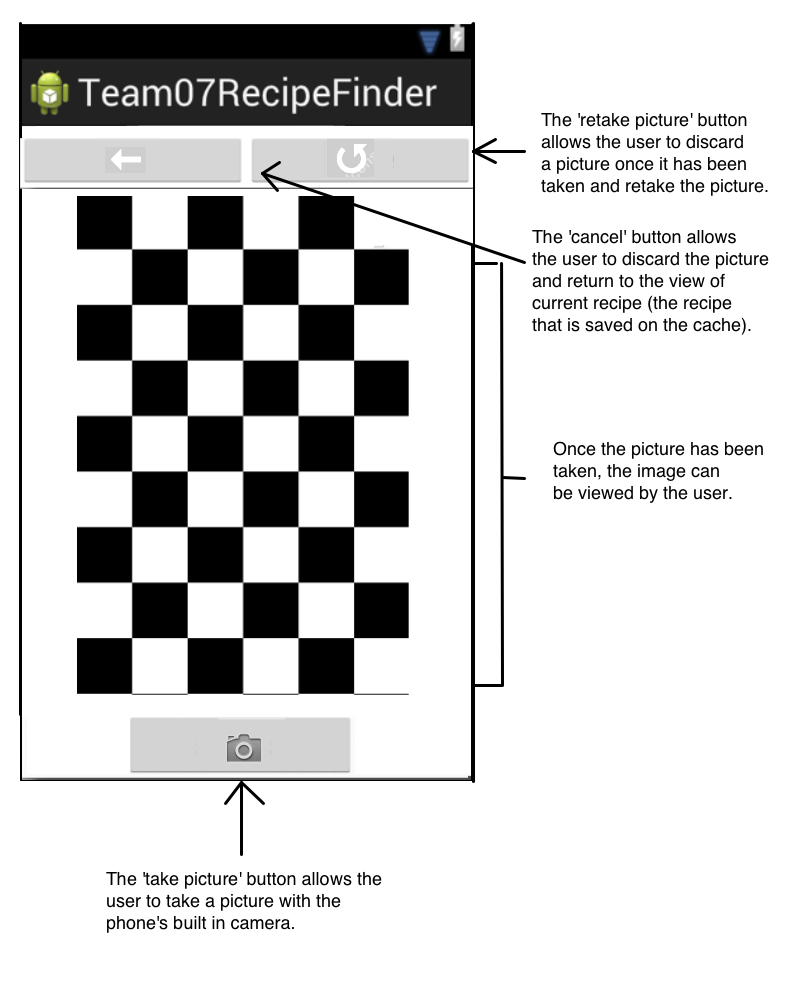 Team07RecipeFinder
The 'retake picture' button
allows the user to discard
a picture once it has been
taken and retake the picture.
The 'cancel' button allows
the user to discard the picture
and return to the view of
current recipe (the recipe
that is saved on the cache).
Once the picture has been
taken, the image can
be viewed by the user.
The 'take picture' button allows the
user to take a picture with the
phone's built in camera.